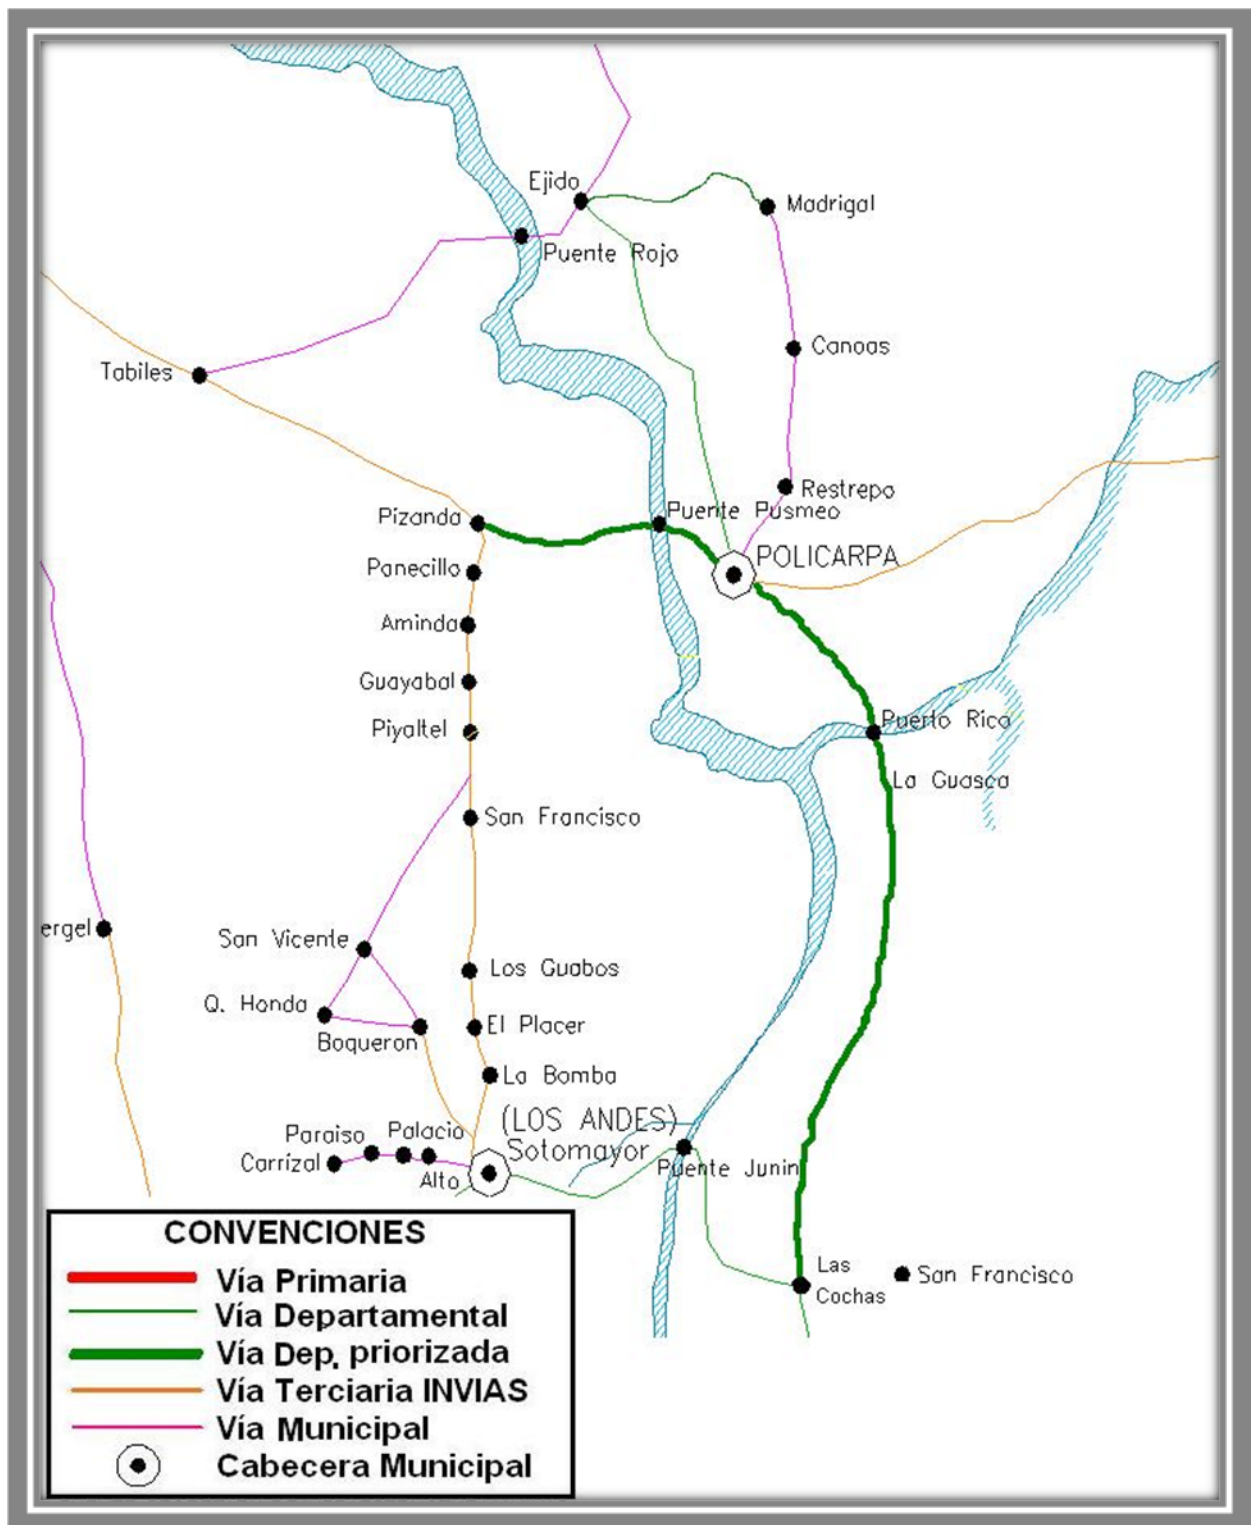 Ejido
Madrigal
Puente Rojo
Canoas
Tabiles
Restrepo
Pizanda
Puente Pusmeo
POLICARPA
Panecillo
Aminda
Guayabal
Piyaltel
Puerto Rico
La Guasca
San Francisco
ergel
San Vicente
Los Guabos
Q. Honda
El Placer
Boqueron
La Bomba
(LOS ANDES)
Sotomayor
Paraiso
Palacio
Carrizal
Alto
Puente Junin
Las
Cochas
San Francisco
CONVENCIONES
Vía Primaria
Vía Departamental
Vía Dep. priorizada
Vía Terciaria INVIAS
Vía Municipal
Cabecera Municipal